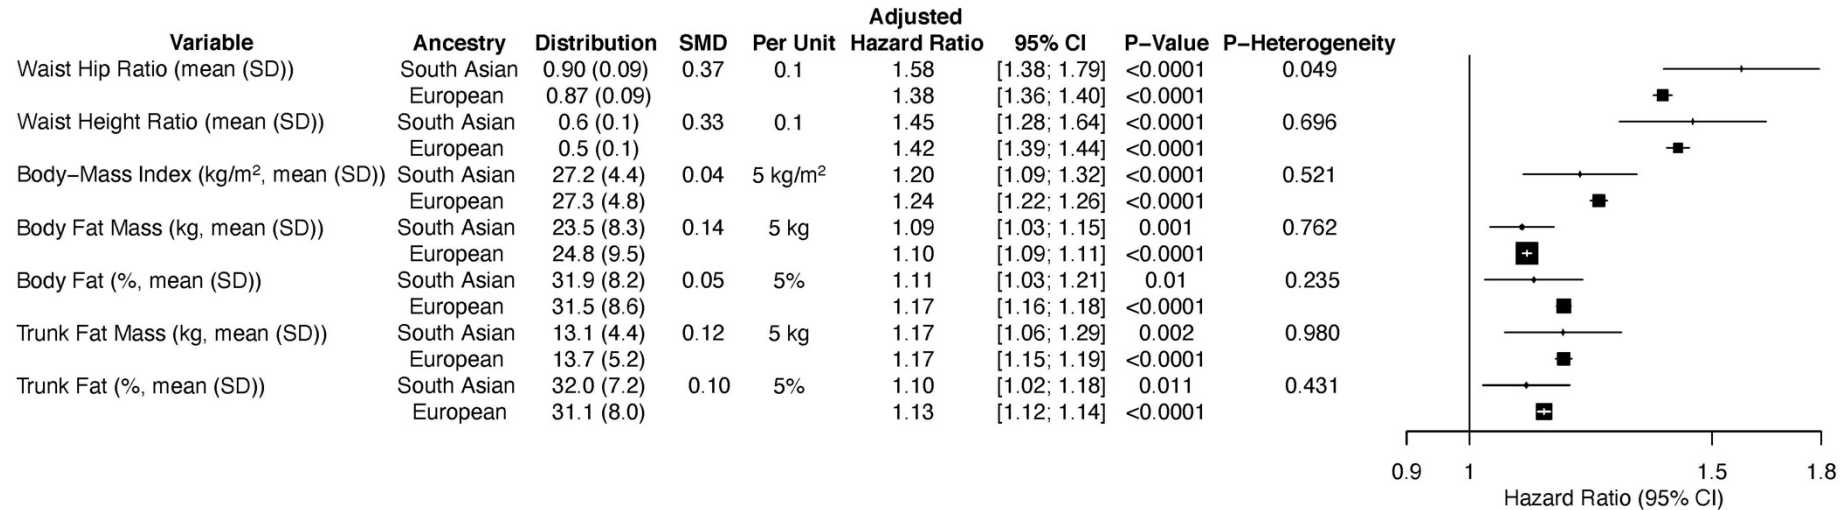 Adjusted
Variable Ancestry Distribution SMD Per Unit Hazard Ratio 95% CI P−Value P−Heterogeneity
Waist Hip Ratio (mean (SD)) South Asian 0.90 (0.09) 0.37 0.1 1.58 [1.38; 1.79] <0.0001 0.049
European 0.87 (0.09) 1.38 [1.36; 1.40] <0.0001
Waist Height Ratio (mean (SD)) South Asian 0.6 (0.1) 0.33 0.1 1.45 [1.28; 1.64] <0.0001 0.696
European 0.5 (0.1) 1.42 [1.39; 1.44] <0.0001
Body−Mass Index (kg/m², mean (SD)) South Asian 27.2 (4.4) 0.04 5 kg/m² 1.20 [1.09; 1.32] <0.0001 0.521
European 27.3 (4.8) 1.24 [1.22; 1.26] <0.0001
Body Fat Mass (kg, mean (SD)) South Asian 23.5 (8.3) 0.14 5 kg 1.09 [1.03; 1.15] 0.001 0.762
European 24.8 (9.5) 1.10 [1.09; 1.11] <0.0001
Body Fat (%, mean (SD)) South Asian 31.9 (8.2) 0.05 5% 1.11 [1.03; 1.21] 0.01 0.235
European 31.5 (8.6) 1.17 [1.16; 1.18] <0.0001
Trunk Fat Mass (kg, mean (SD)) South Asian 13.1 (4.4) 0.12 5 kg 1.17 [1.06; 1.29] 0.002 0.980
European 13.7 (5.2) 1.17 [1.15; 1.19] <0.0001
Trunk Fat (%, mean (SD)) South Asian 32.0 (7.2) 0.10 5% 1.10 [1.02; 1.18] 0.011 0.431
European 31.1 (8.0) 1.13 [1.12; 1.14] <0.0001
0.9 1 1.5 1.8
Hazard Ratio (95% CI)